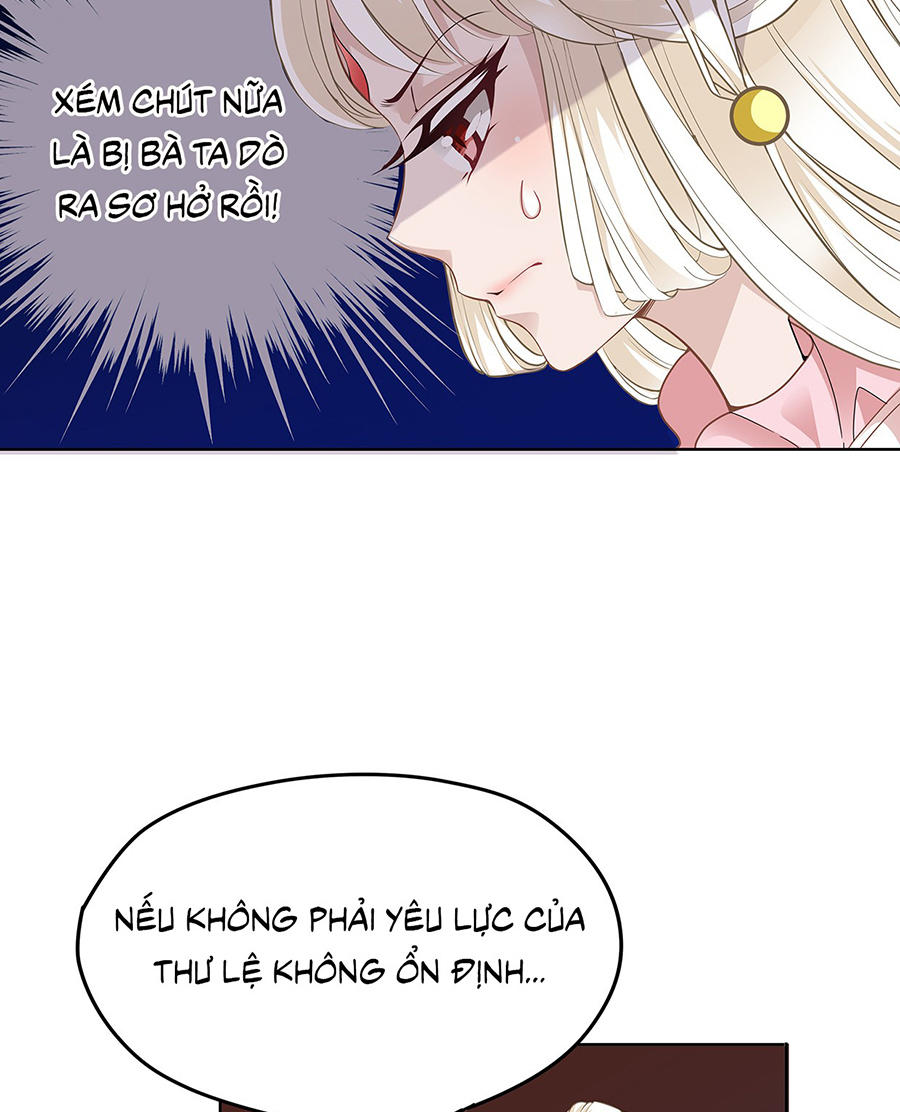 XÉM CHÚT NỮA
LÀ BỊ BÀ TA DÒ
RA SƠ HỞ RỒI!
NẾU KHÔNG PHẢI YÊU LỰC CỦA
THƯ LỆ KHÔNG ỔN ĐỊNH...